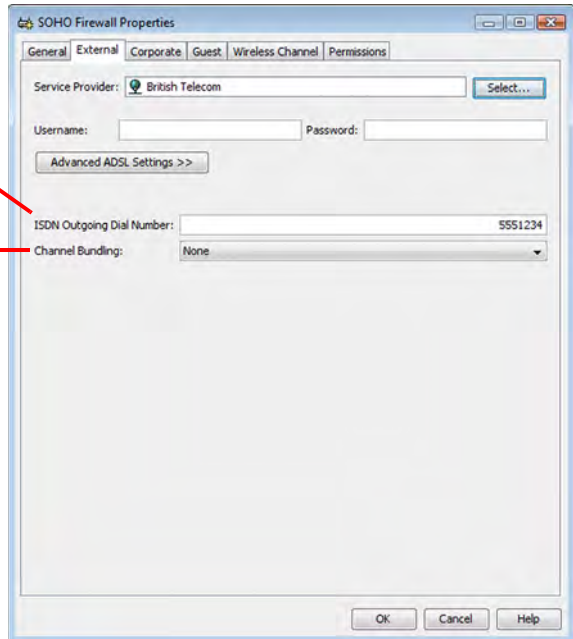 SOHO Firewall Properties
General External Corporate Guest Wireless Channel Permissions
Service Provider: British Telecom Select...
Username: Password:
Advanced ADSL Settings >>
ISDN Outgoing Dial Number: 5551234
Channel Bundling: None
OK Cancel Help